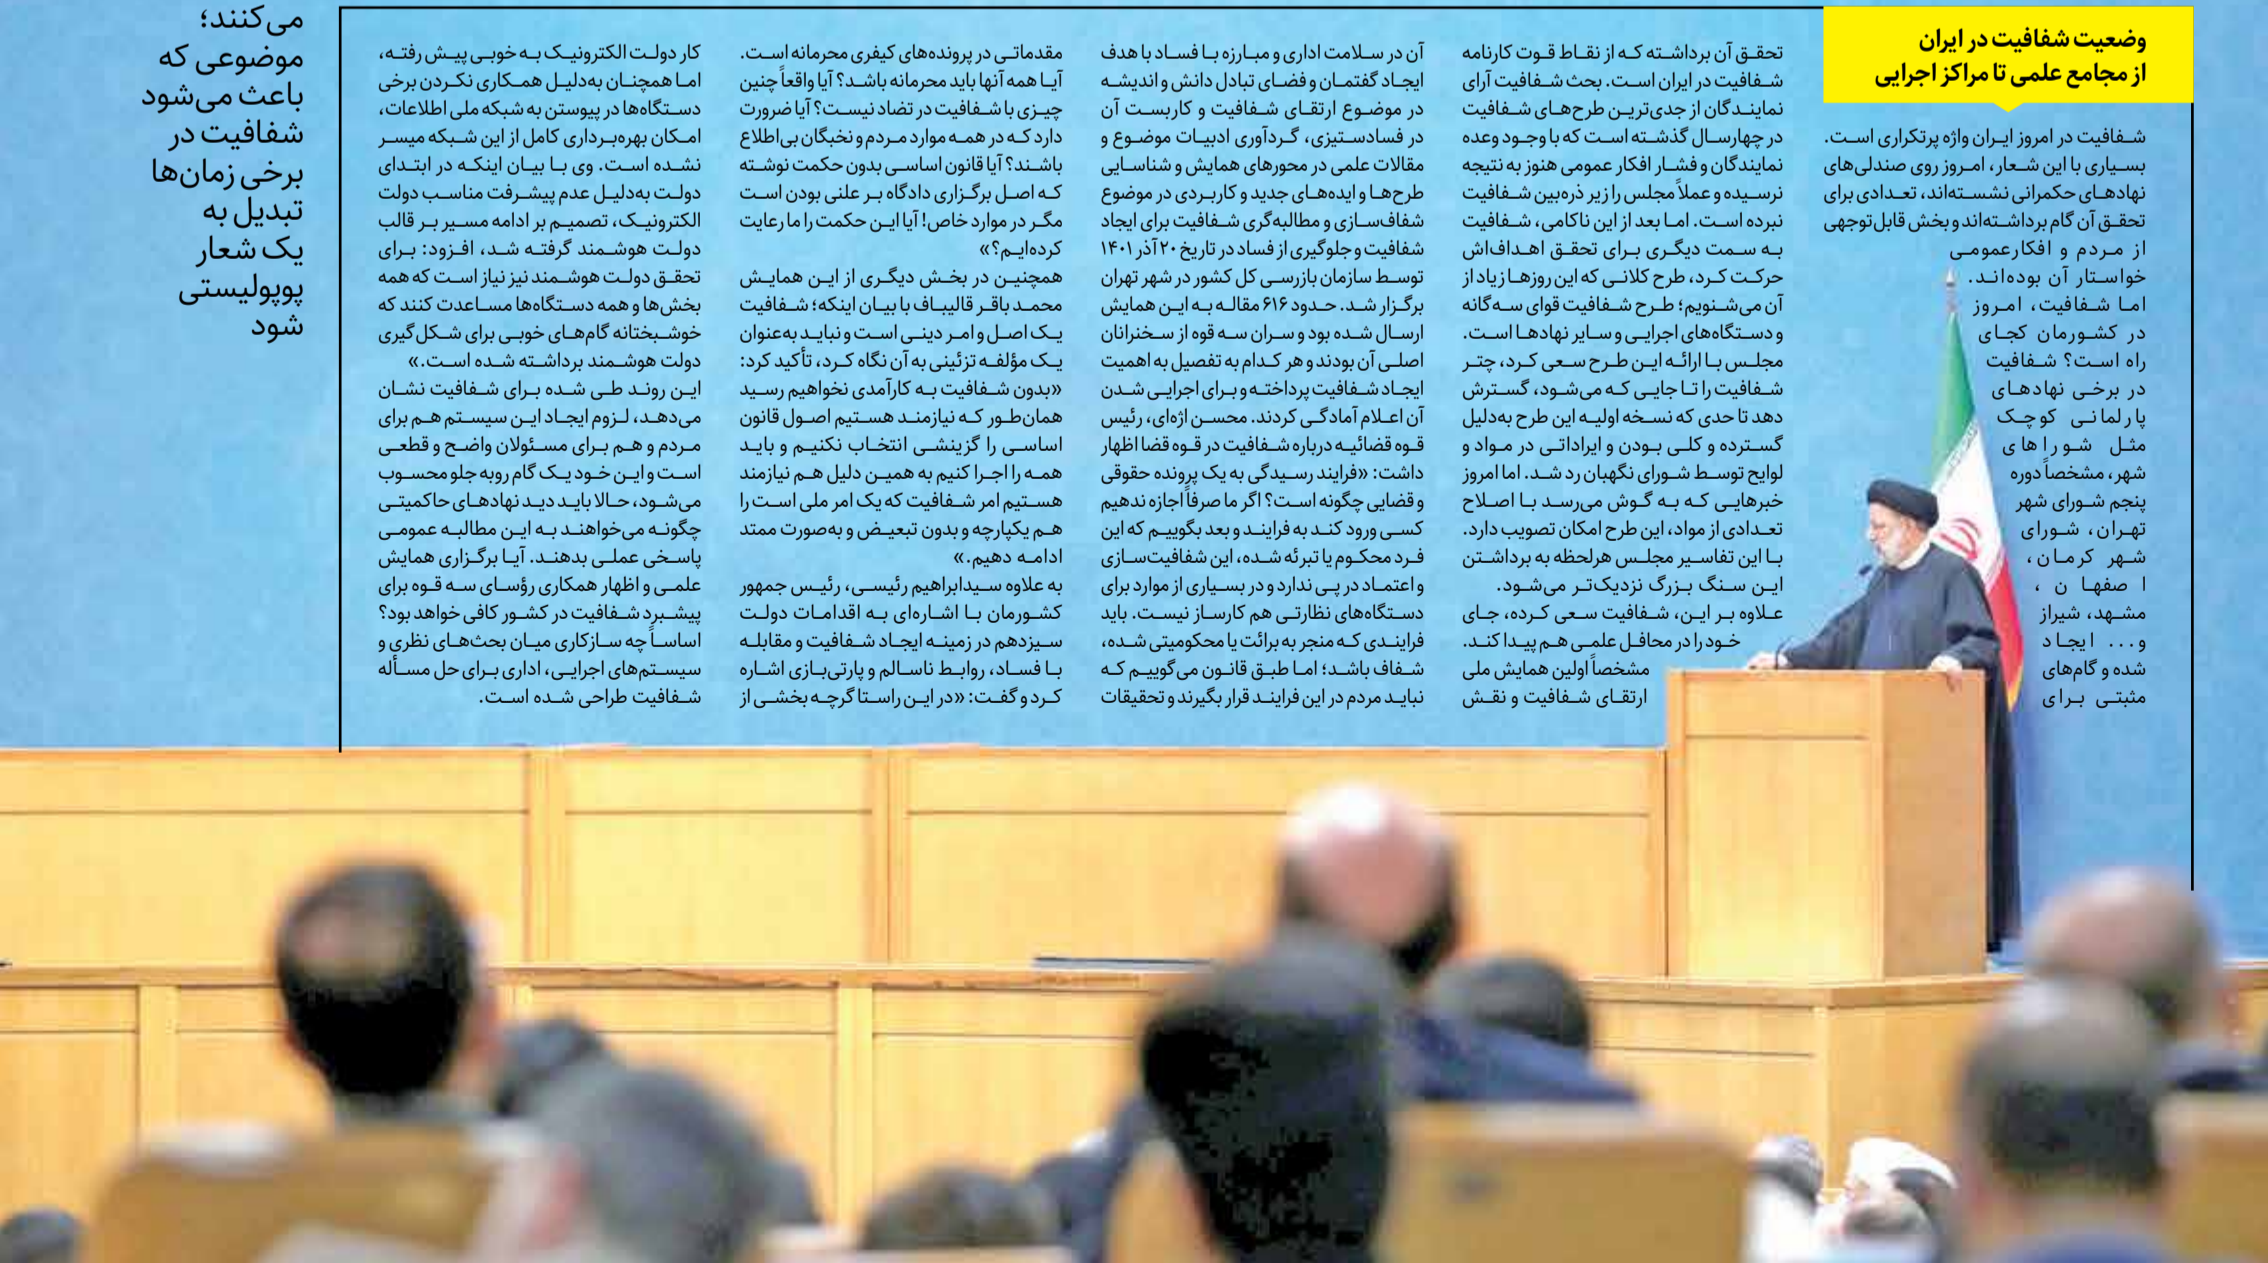 وضعیت شفافیت در ایران
از مجامع علمی تا مراکز اجرایی
شفافیت در امروز ایران واژه پرتکراری است.
بسیاری با این شعار، امروز روی صندلی‌های
نهادهای حکمرانی نشسته‌اند، تعدادی برای
تحقق آن گام برداشته‌اند و بخش قابل توجهی
از مردم و افکارعمومی
خواستار آن بوده‌اند.
اما شفافیت، امروز
در کشورمان کجای
راه است؟ شفافیت
در برخی نهادهای
پارلمانی کوچک
مثل شوراهای
شهر، مشخصاً دوره
پنجم شورای شهر
تهران، شورای
شهر کرمان،
اصفهان،
مشهد، شیراز
و... ایجاد
شده و گام‌های
مثبتی برای
تحقق آن برداشته که از نقاط قوت کارنامه
شفافیت در ایران است. بحث شفافیت آرای
نمایندگان از جدی‌ترین طرح‌های شفافیت
در چهارسال گذشته است که با وجود وعده
نمایندگان و فشار افکار عمومی هنوز به نتیجه
نرسیده و عملاً مجلس را زیر ذره‌بین شفافیت
نبرده است. اما بعد از این ناکامی، شفافیت
به سمت دیگری برای تحقق اهداف‌اش
حرکت کرد، طرح کلانی که این روزها زیاد از
آن می‌شنویم؛ طرح شفافیت قوای سه‌گانه
و دستگاه‌های اجرایی و سایر نهادها است.
مجلس با ارائه این طرح سعی کرد، چتر
شفافیت را تا جایی که می‌شود، گسترش
دهد تا حدی که نسخه اولیه این طرح به‌دلیل
گسترده و کلی بودن و ایراداتی در مواد و
لوایح توسط شورای نگهبان رد شد. اما امروز
خبرهایی که به گوش می‌رسد با اصلاح
تعدادی از مواد، این طرح امکان تصویب دارد.
با این تفاسیر مجلس هرلحظه به برداشتن
این سنگ بزرگ نزدیک‌تر می‌شود.
علاوه بر این، شفافیت سعی کرده، جای
خود را در محافل علمی هم پیدا کند.
مشخصاً اولین همایش ملی
ارتقای شفافیت و نقش
آن در سلامت اداری و مبارزه با فساد با هدف
ایجاد گفتمان و فضای تبادل دانش و اندیشه
در موضوع ارتقای شفافیت و کاربست آن
در فسادستیزی، گردآوری ادبیات موضوع و
مقالات علمی در محورهای همایش و شناسایی
طرح‌ها و ایده‌های جدید و کاربردی در موضوع
شفاف‌سازی و مطالبه‌گری شفافیت برای ایجاد
شفافیت و جلوگیری از فساد در تاریخ ۲۰ آذر ۱۴۰۱
توسط سازمان بازرسی کل کشور در شهر تهران
برگزار شد. حدود ۶۱۶ مقاله به این همایش
ارسال شده بود و سران سه قوه از سخنرانان
اصلی آن بودند و هر کدام به تفصیل به اهمیت
ایجاد شفافیت پرداخته و برای اجرایی شدن
آن اعلام آمادگی کردند. محسن اژه‌ای، رئیس
قوه قضائیه درباره شفافیت در قوه قضا اظهار
داشت: «فرایند رسیدگی به یک پرونده حقوقی
و قضایی چگونه است؟ اگر ما صرفاً اجازه ندهیم
کسی ورود کند به فرایند و بعد بگوییم که این
فرد محکوم یا تبرئه شده، این شفافیت‌سازی
و اعتماد در پی ندارد و در بسیاری از موارد برای
دستگاه‌های نظارتی هم کارساز نیست. باید
فرایندی که منجر به برائت یا محکومیتی شده،
شفاف باشد؛ اما طبق قانون می‌گوییم که
نباید مردم در این فرایند قرار بگیرند و تحقیقات
مقدماتی در پرونده‌های کیفری محرمانه است.
آیا همه آنها باید محرمانه باشد؟ آیا واقعاً چنین
چیزی با شفافیت در تضاد نیست؟ آیا ضرورت
دارد که در همه موارد مردم و نخبگان بی‌اطلاع
باشند؟ آیا قانون اساسی بدون حکمت نوشته
که اصل برگزاری دادگاه بر علنی بودن است
مگر در موارد خاص! آیا این حکمت را ما رعایت
کرده‌ایم؟»
همچنین در بخش دیگری از این همایش
محمد باقر قالیباف با بیان اینکه؛ شفافیت
یک اصل و امر دینی است و نباید به‌عنوان
یک مؤلفه تزئینی به آن نگاه کرد، تأکید کرد:
«بدون شفافیت به کارآمدی نخواهیم رسید
همان‌طور که نیازمند هستیم اصول قانون
اساسی را گزینشی انتخاب نکنیم و باید
همه را اجرا کنیم به همین دلیل هم نیازمند
هستیم امر شفافیت که یک امر ملی است را
هم یکپارچه و بدون تبعیض و به‌صورت ممتد
ادامه دهیم.»
به علاوه سیدابراهیم رئیسی، رئیس جمهور
کشورمان با اشاره‌ای به اقدامات دولت
سیزدهم در زمینه ایجاد شفافیت و مقابله
با فساد، روابط ناسالم و پارتی‌بازی اشاره
کرد و گفت: «در این راستا گرچه بخشی از
کار دولت الکترونیک به خوبی پیش رفته،
اما همچنان به‌دلیل همکاری نکردن برخی
دستگاه‌ها در پیوستن به شبکه ملی اطلاعات،
امکان بهره‌برداری کامل از این شبکه میسر
نشده است. وی با بیان اینکه در ابتدای
دولت به‌دلیل عدم پیشرفت مناسب دولت
الکترونیک، تصمیم بر ادامه مسیر بر قالب
دولت هوشمند گرفته شد، افزود: برای
تحقق دولت هوشمند نیز نیاز است که همه
بخش‌ها و همه دستگاه‌ها مساعدت کنند که
خوشبختانه گام‌های خوبی برای شکل‌گیری
دولت هوشمند برداشته شده است.»
این روند طی شده برای شفافیت نشان
می‌دهد، لزوم ایجاد این سیستم هم برای
مردم و هم برای مسئولان واضح و قطعی
است و این خود یک گام روبه جلو محسوب
می‌شود، حالا باید دید نهادهای حاکمیتی
چگونه می‌خواهند به این مطالبه عمومی
پاسخی عملی بدهند. آیا برگزاری همایش
علمی و اظهار همکاری رؤسای سه قوه برای
پیشبرد شفافیت در کشور کافی خواهد بود؟
اساساً چه سازکاری میان بحث‌های نظری و
سیستم‌های اجرایی، اداری برای حل مسأله
شفافیت طراحی شده است.
می‌کنند؛
موضوعی که
باعث می‌شود
شفافیت در
برخی زمان‌ها
تبدیل به
یک شعار
پوپولیستی
شود